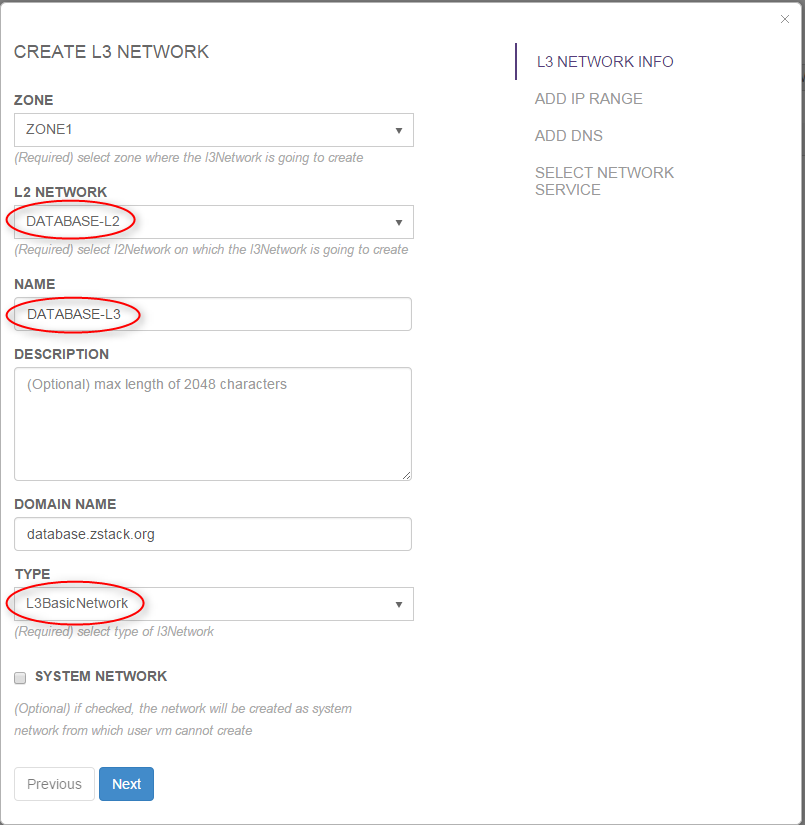 ×
CREATE L3 NETWORK
ZONE
ZONE1
(Required) select zone where the l3Network is going to create
L2 NETWORK
DATABASE-L2
(Required) select l2Network on which the l3Network is going to create
NAME
DATABASE-L3
DESCRIPTION
(Optional) max length of 2048 characters
DOMAIN NAME
database.zstack.org
TYPE
L3BasicNetwork
(Required) select type of l3Network
SYSTEM NETWORK
(Optional) if checked, the network will be created as system
network from which user vm cannot create
Previous
Next
L3 NETWORK INFO
ADD IP RANGE
ADD DNS
SELECT NETWORK
SERVICE